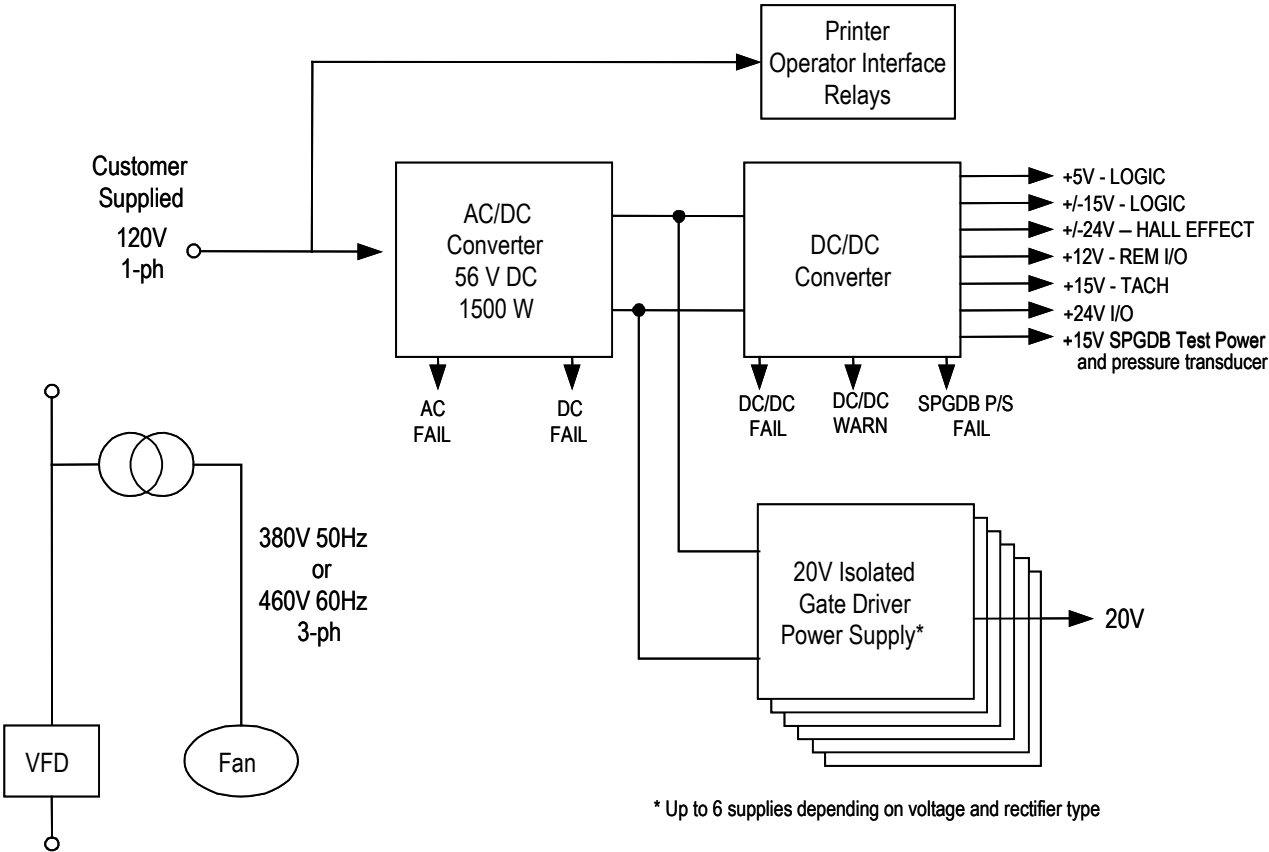 Printer
Operator Interface
Relays
Customer
Supplied
120V
1-ph
AC/DC
Converter
56 V DC
1500 W
DC/DC
Converter
+5V - LOGIC
+/-15V - LOGIC
+/-24V – HALL EFFECT
+12V - REM I/O
+15V - TACH
+24V I/O
+15V SPGDB Test Power
and pressure transducer
AC
FAIL
DC
FAIL
DC/DC
FAIL
DC/DC
WARN
SPGDB P/S
FAIL
380V 50Hz
or
460V 60Hz
3-ph
20V Isolated
Gate Driver
Power Supply*
20V
VFD
Fan
* Up to 6 supplies depending on voltage and rectifier type